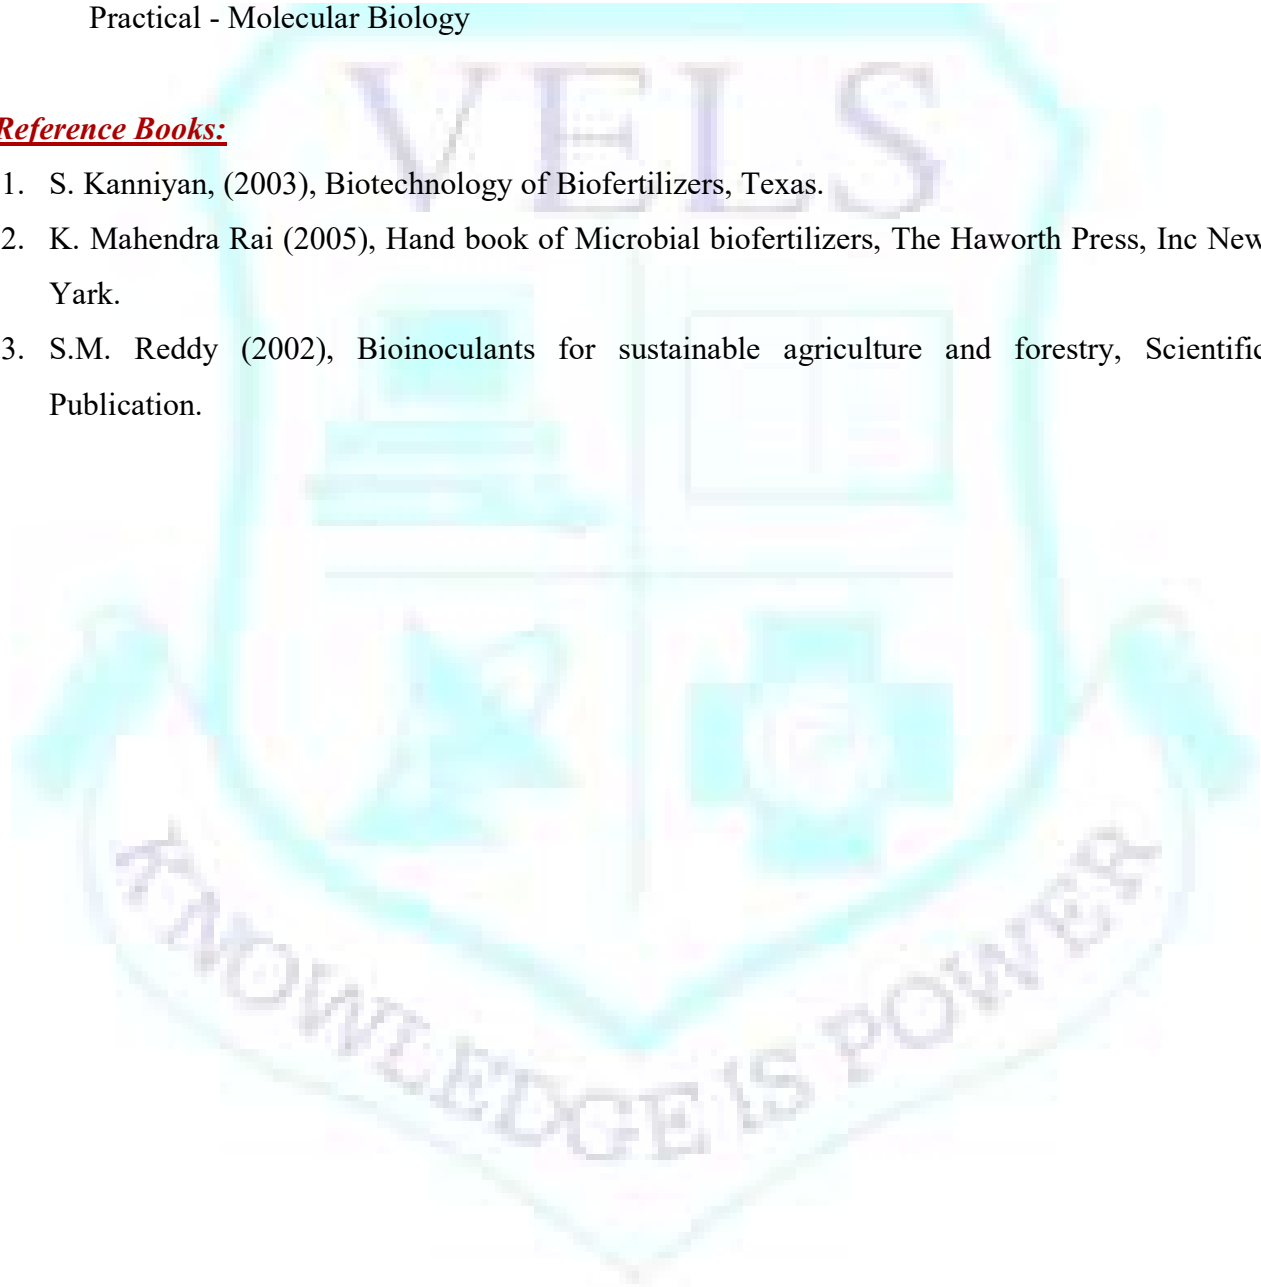 Practical - Molecular Biology
VELS
Reference Books:
1. S. Kanniyan, (2003), Biotechnology of Biofertilizers, Texas.
2. K. Mahendra Rai (2005), Hand book of Microbial biofertilizers, The Haworth Press, Inc New
Yark.
3. S.M. Reddy (2002), Bioinoculants for sustainable agriculture and forestry, Scientific
Publication.
KNOWLEDGE IS POWER